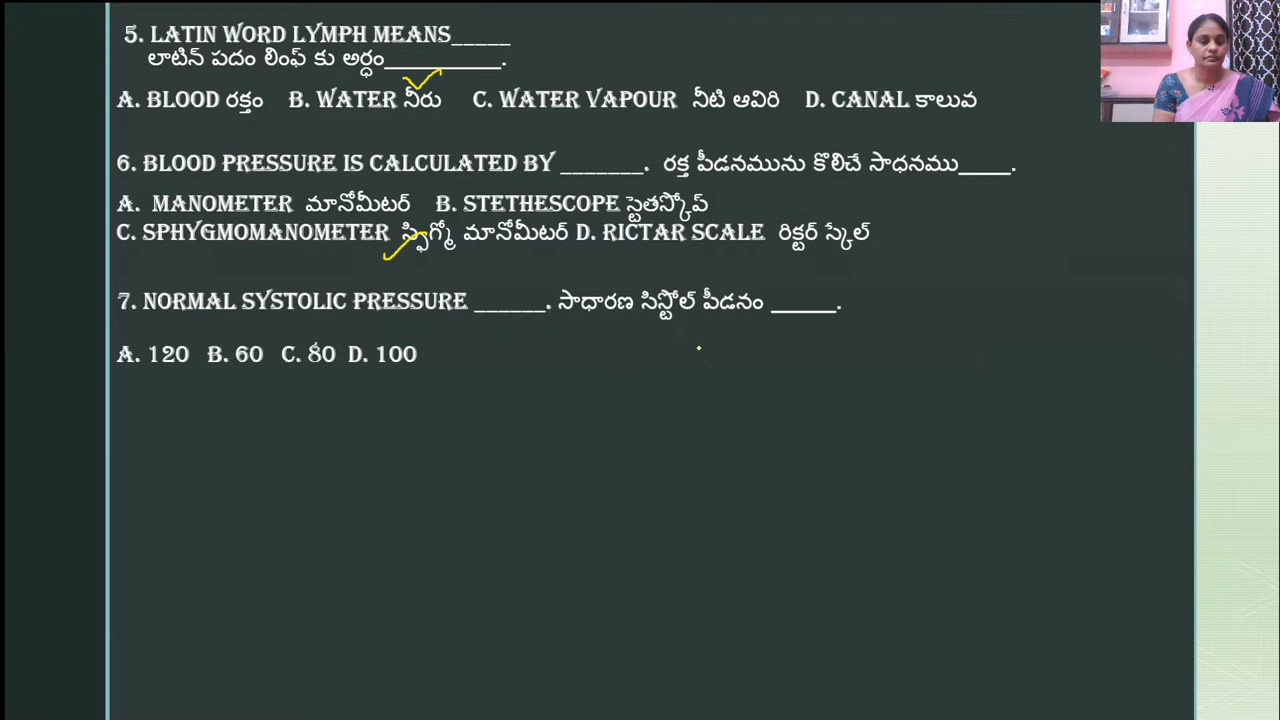 5. LATIN WORD LYMPH MEANS_____
లాటిన్ పదం లింఫ్ కు అర్ధం__________.
A. BLOOD రక్తం B. WATER నీరు C. WATER VAPOUR నీటి ఆవిరి D. CANAL కాలువ
6. BLOOD PRESSURE IS CALCULATED BY _______. రక్త పీడనమును కొలిచే సాధనము____.
A. MANOMETER మానోమీటర్ B. STETHESCOPE స్టెతస్కోప్
C. SPHYGMOMANOMETER స్ఫిగ్మో మానోమీటర్ D. RICTAR SCALE రిక్టర్ స్కేల్
7. NORMAL SYSTOLIC PRESSURE ______. సాధారణ సిస్టోల్ పీడనం _____.
A. 120 B. 60 C. 80 D. 100